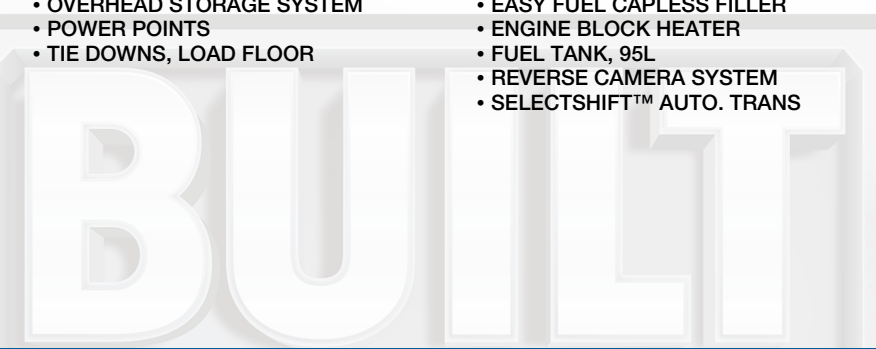 • OVERHEAD STORAGE SYSTEM
• POWER POINTS
• TIE DOWNS, LOAD FLOOR
• EASY FUEL CAPLESS FILLER
• ENGINE BLOCK HEATER
• FUEL TANK, 95L
• REVERSE CAMERA SYSTEM
• SELECTSHIFT™ AUTO. TRANS
BUILT